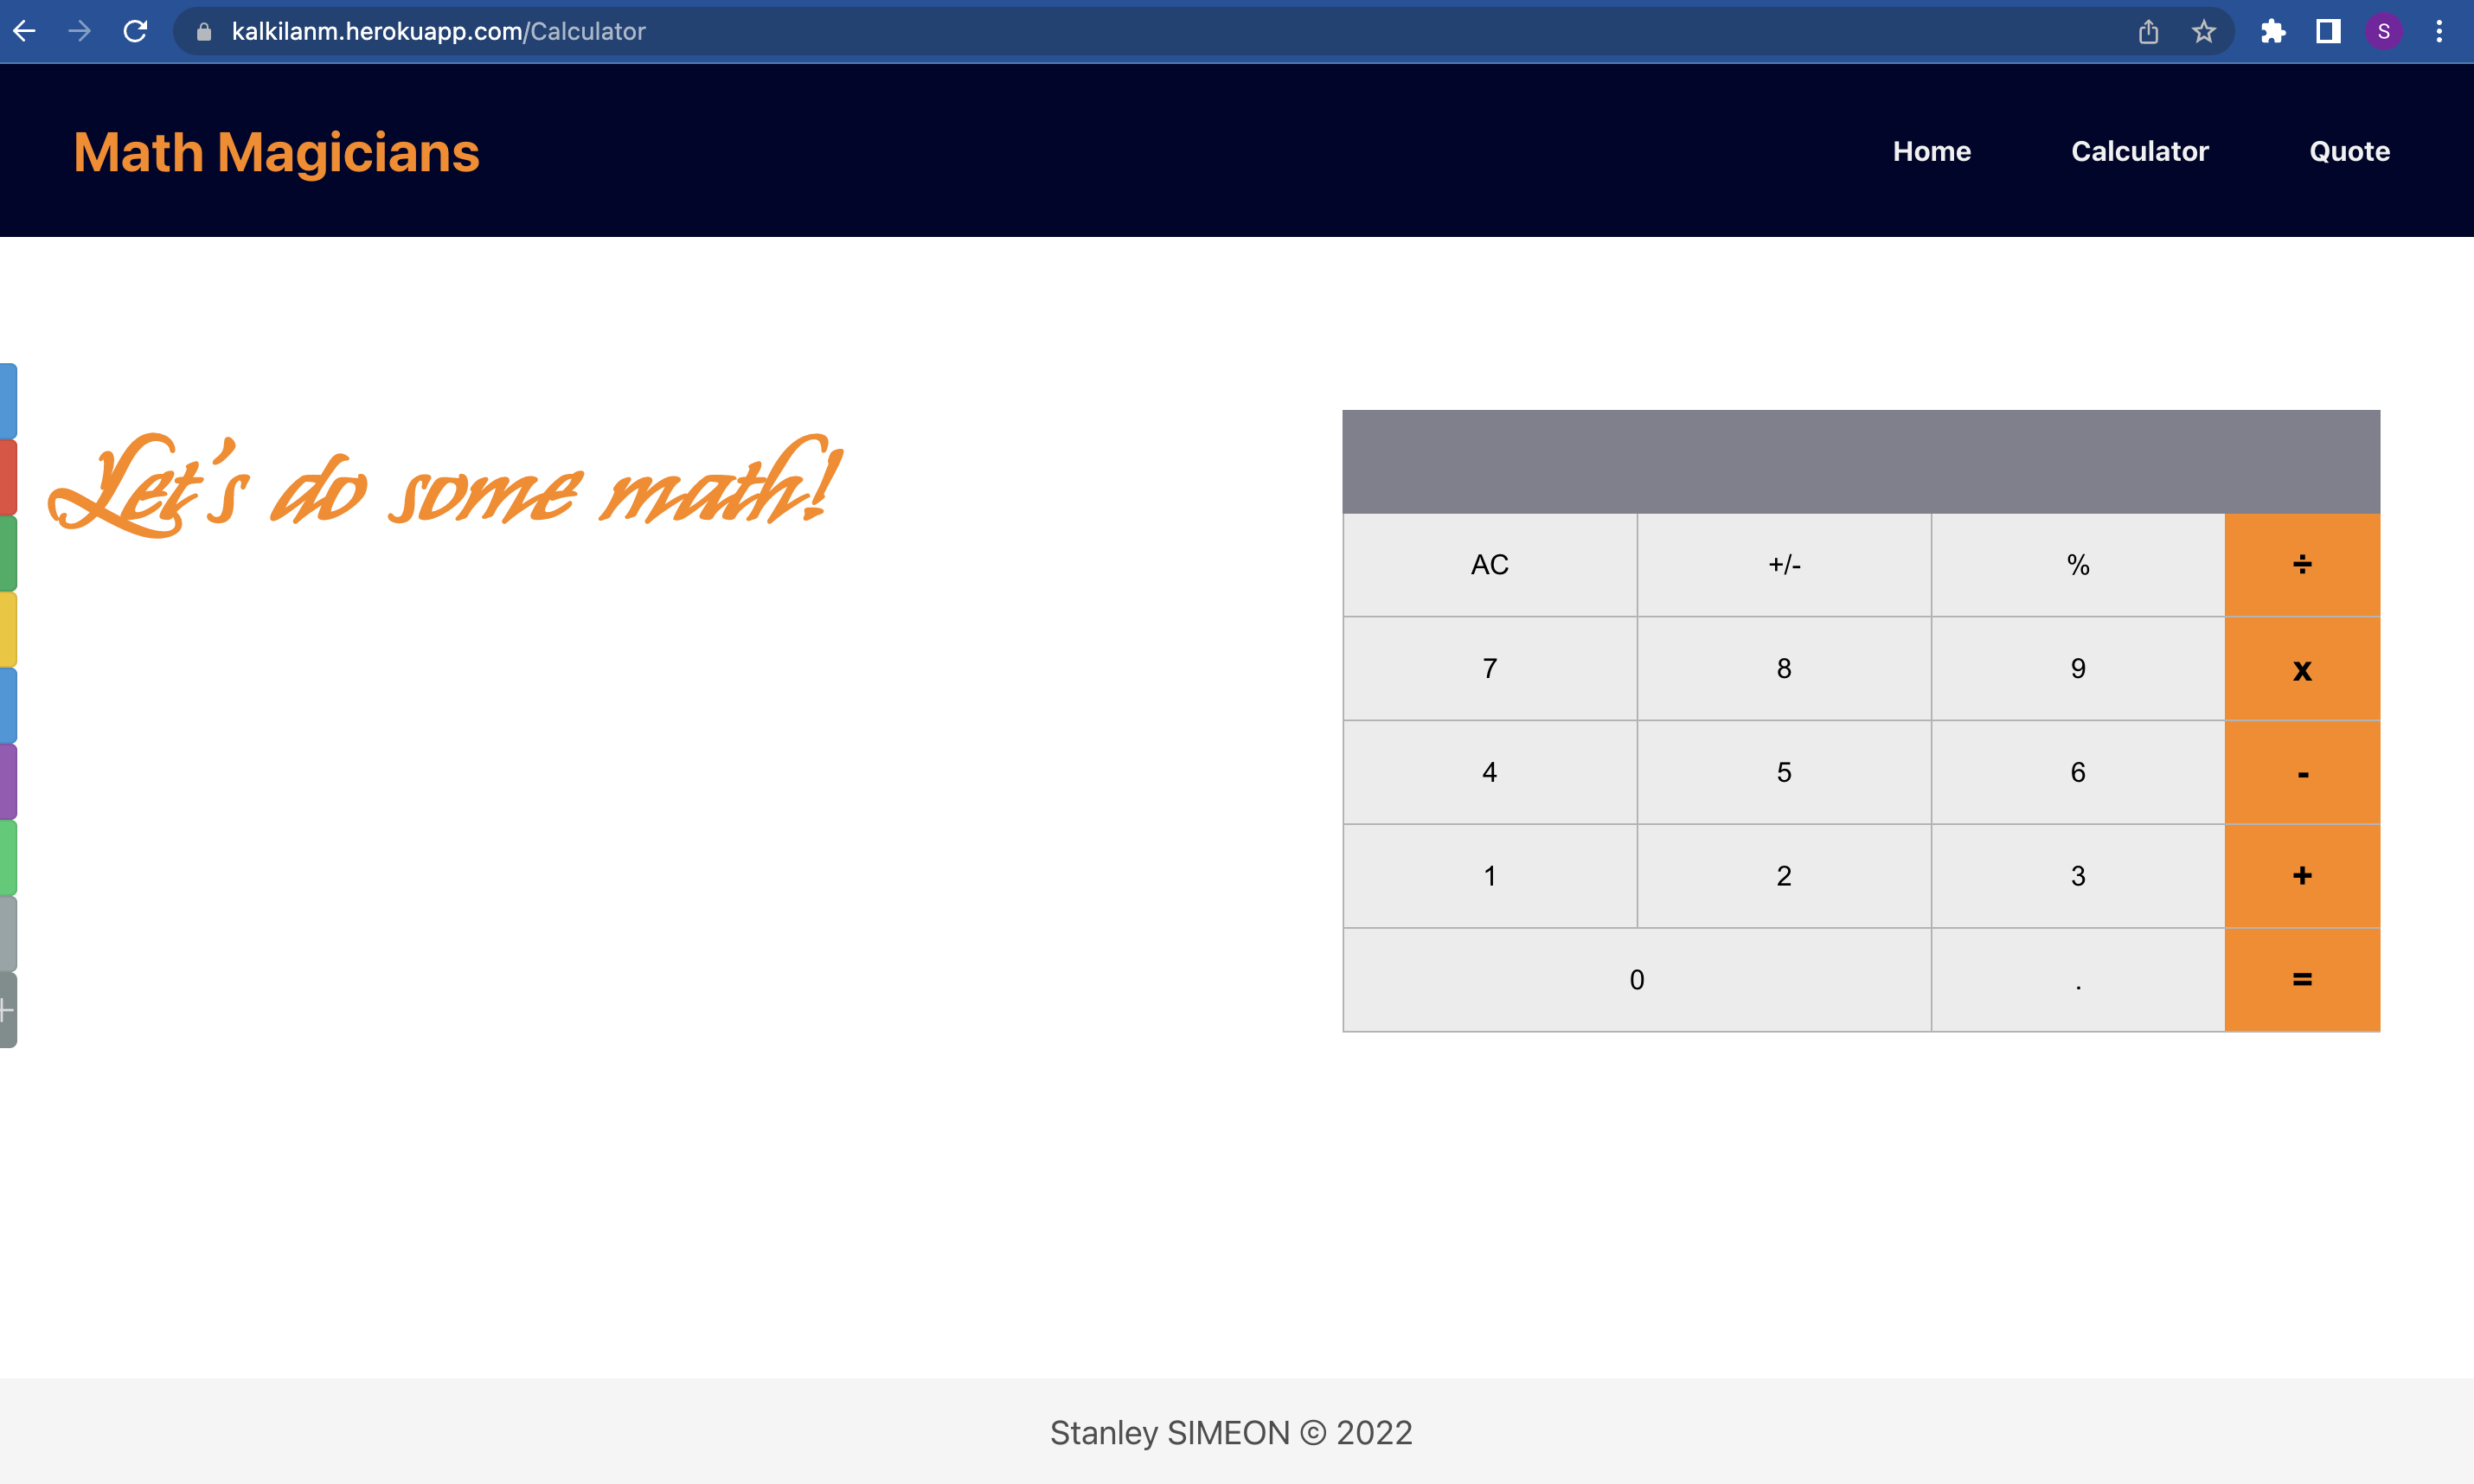 kalkilanm.herokuapp.com/Calculator
S
Math Magicians
Home Calculator Quote
Let's do some math!
AC +/- % ÷
7 8 9 x
4 5 6 -
1 2 3 +
0 . =
Stanley SIMEON © 2022